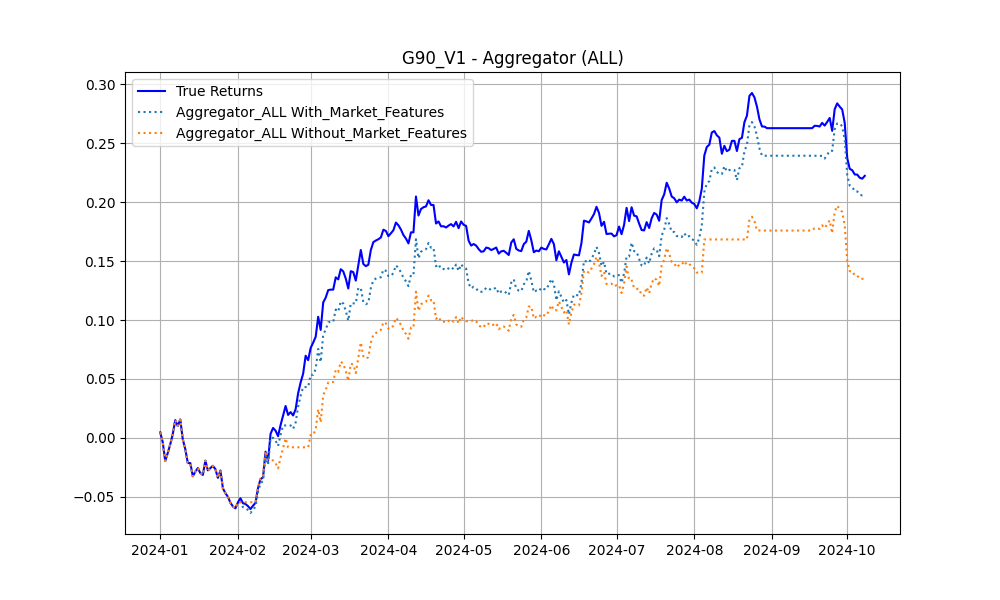 G90_V1 - Aggregator (ALL)
True Returns
Aggregator_ALL With_Market_Features
Aggregator_ALL Without_Market_Features
0.30
0.25
0.20
0.15
0.10
0.05
0.00
−0.05
2024-01 2024-02 2024-03 2024-04 2024-05 2024-06 2024-07 2024-08 2024-09 2024-10